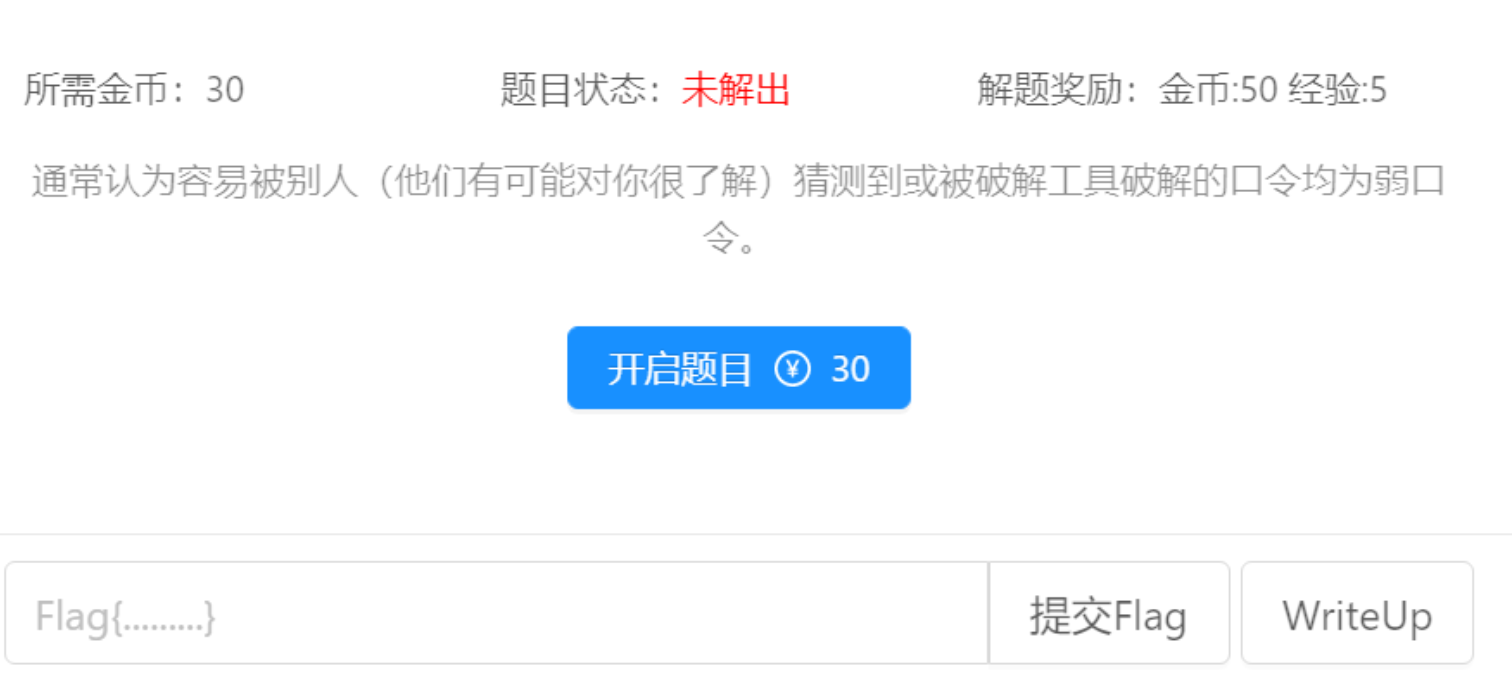 所需金币：30 题目状态：未解出 解题奖励：金币:50 经验:5
通常认为容易被别人（他们有可能对你很了解）猜测到或被破解工具破解的口令均为弱口
令。
开启题目 ¥ 30
Flag{.........} 提交Flag WriteUp